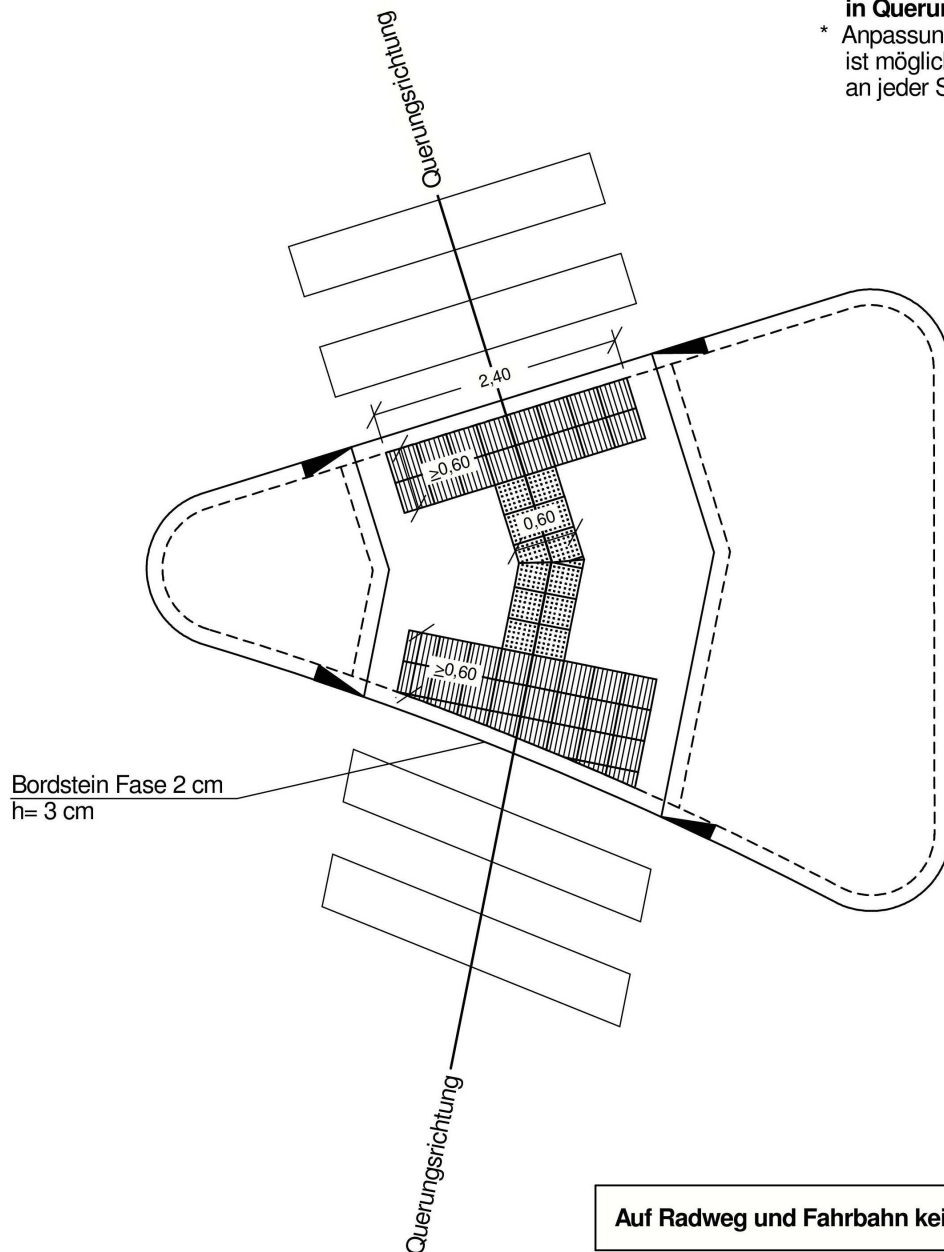 in
* Anpassun
ist möglich
an jeder S
Querungsrichtung
2,40
≥0,60
0,60
≥0,60
Bordstein Fase 2 cm
h= 3 cm
Querungsrichtung
Auf Radweg und Fahrbahn kei